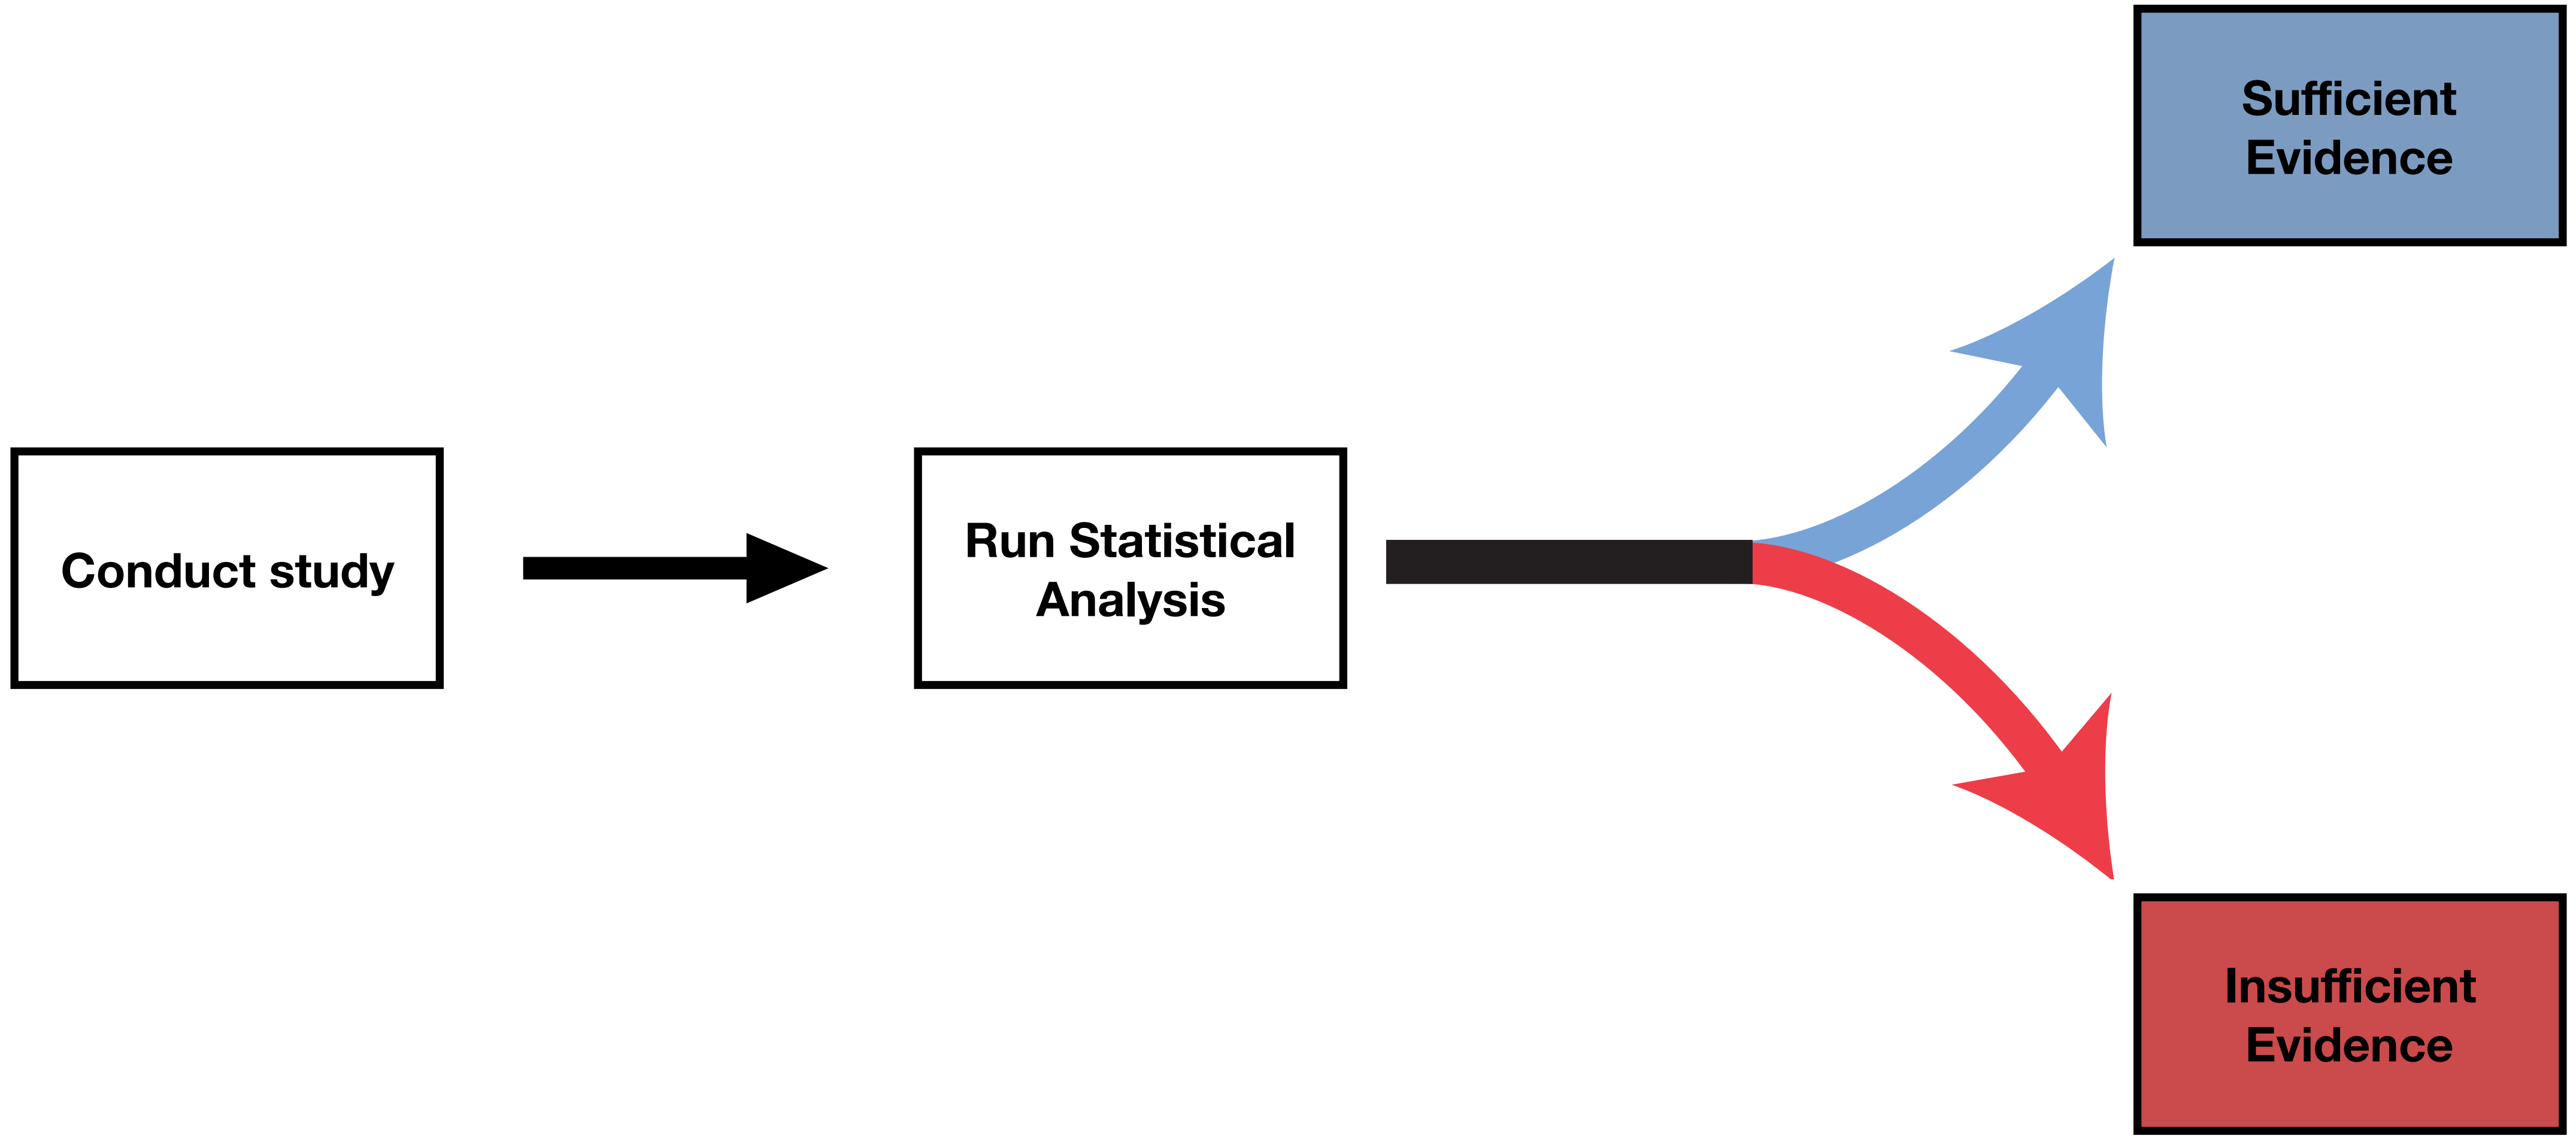 Conduct study
Run Statistical
Analysis
Sufficient
Evidence
Insufficient
Evidence